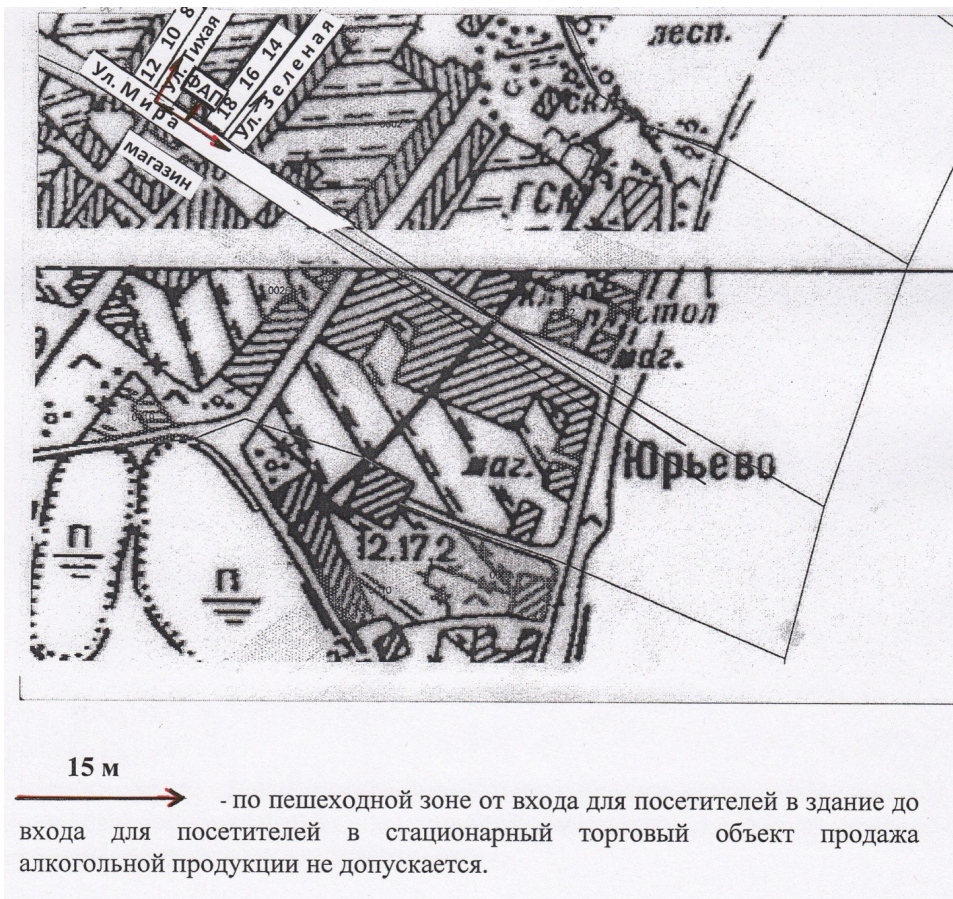 лесп.
12 10 8
ул. Тихая
ФАП
18 16 14
ул. Зеленая
Ул. Мира
магазин
скл.
ГСК
0026
маг.
маг.
Юрьево
12.17.2
П
П
15 м
- по пешеходной зоне от входа для посетителей в здание до
входа для посетителей в стационарный торговый объект продажа
алкогольной продукции не допускается.